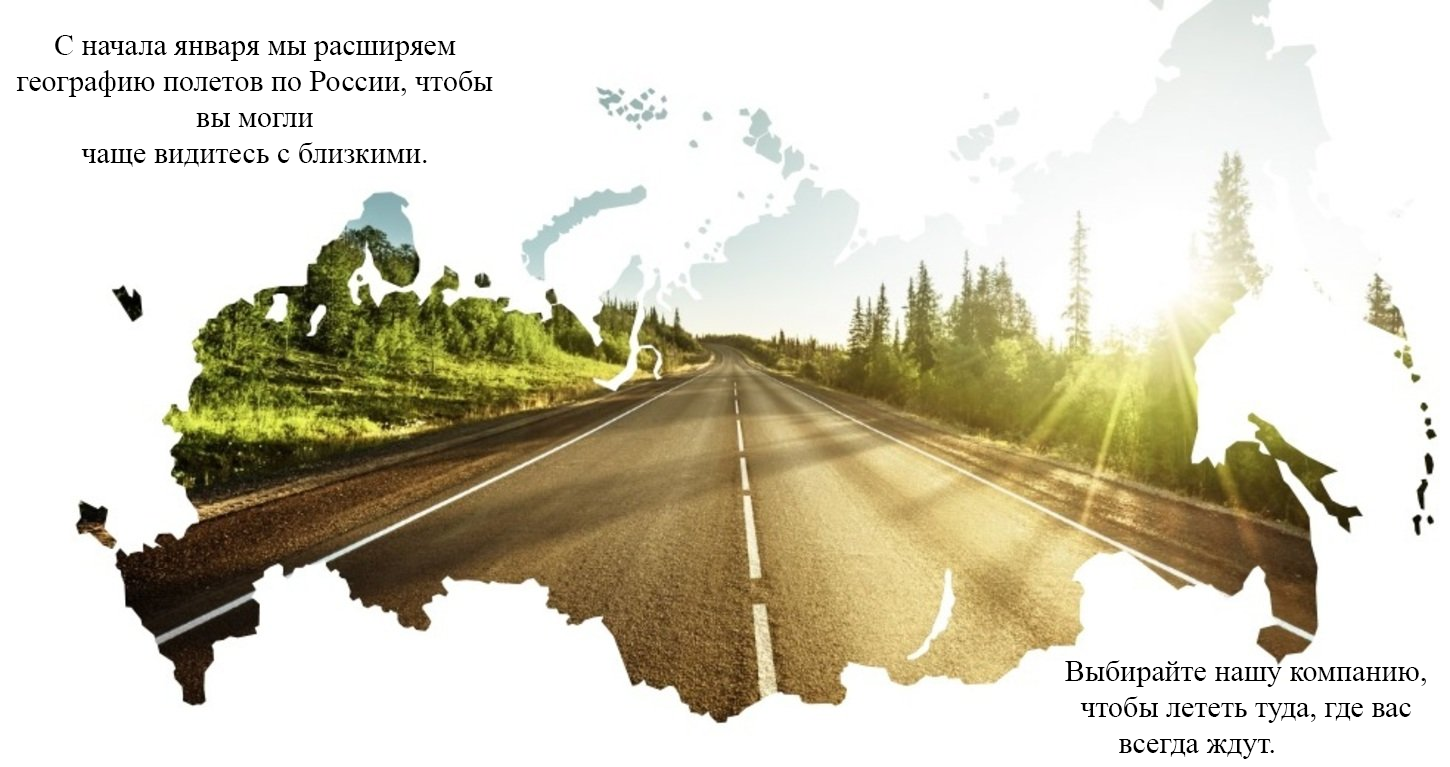 С начала января мы расширяем
географию полетов по России, чтобы
вы могли
чаще видитесь с близкими.
Выбирайте нашу компанию,
чтобы лететь туда, где вас
всегда ждут.